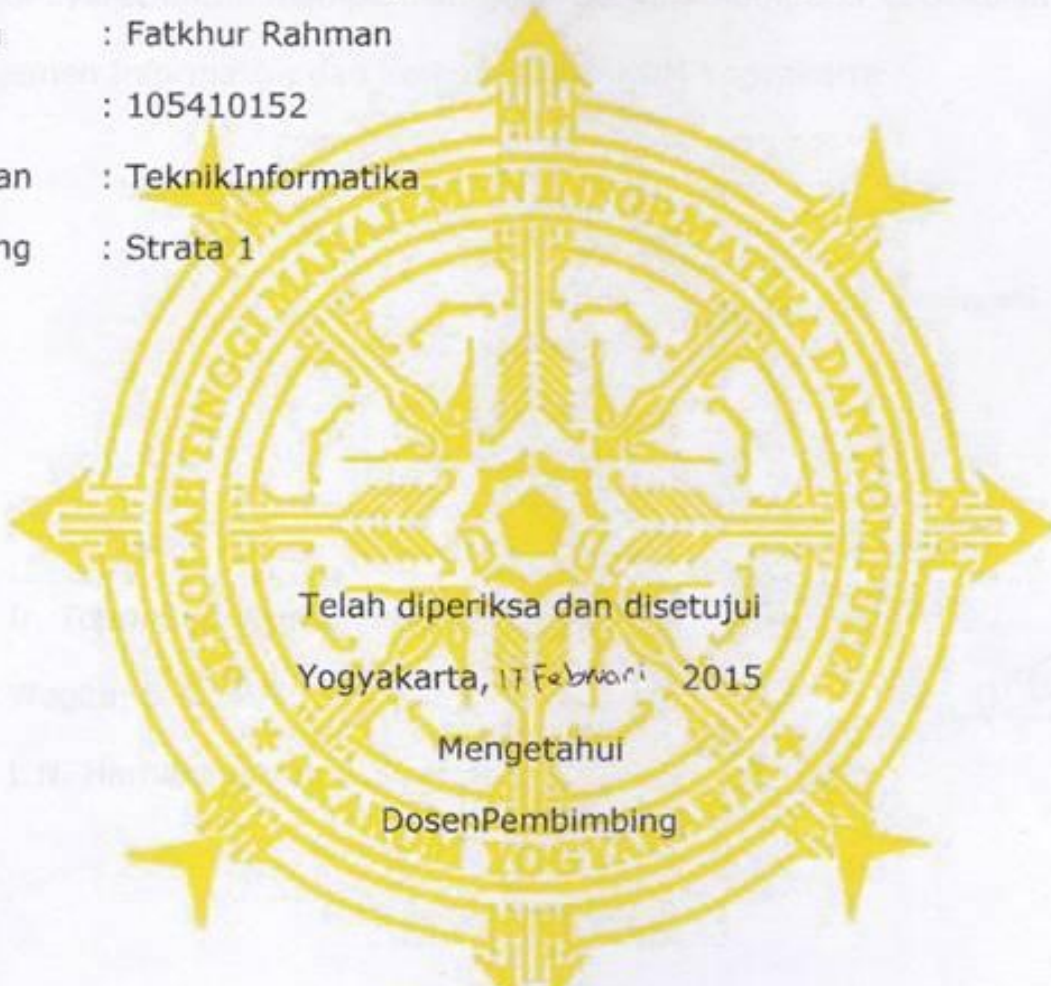 : Fatkhur Rahman
: 105410152
an : TeknikInformatika
ng : Strata 1
SEKOLAH TINGGI MANAJEMEN INFORMATIKA DAN KOMPUTER
* AKAKOM YOGYAKARTA *
Telah diperiksa dan disetujui
Yogyakarta, 17 Februari 2015
Mengetahui
DosenPembimbing